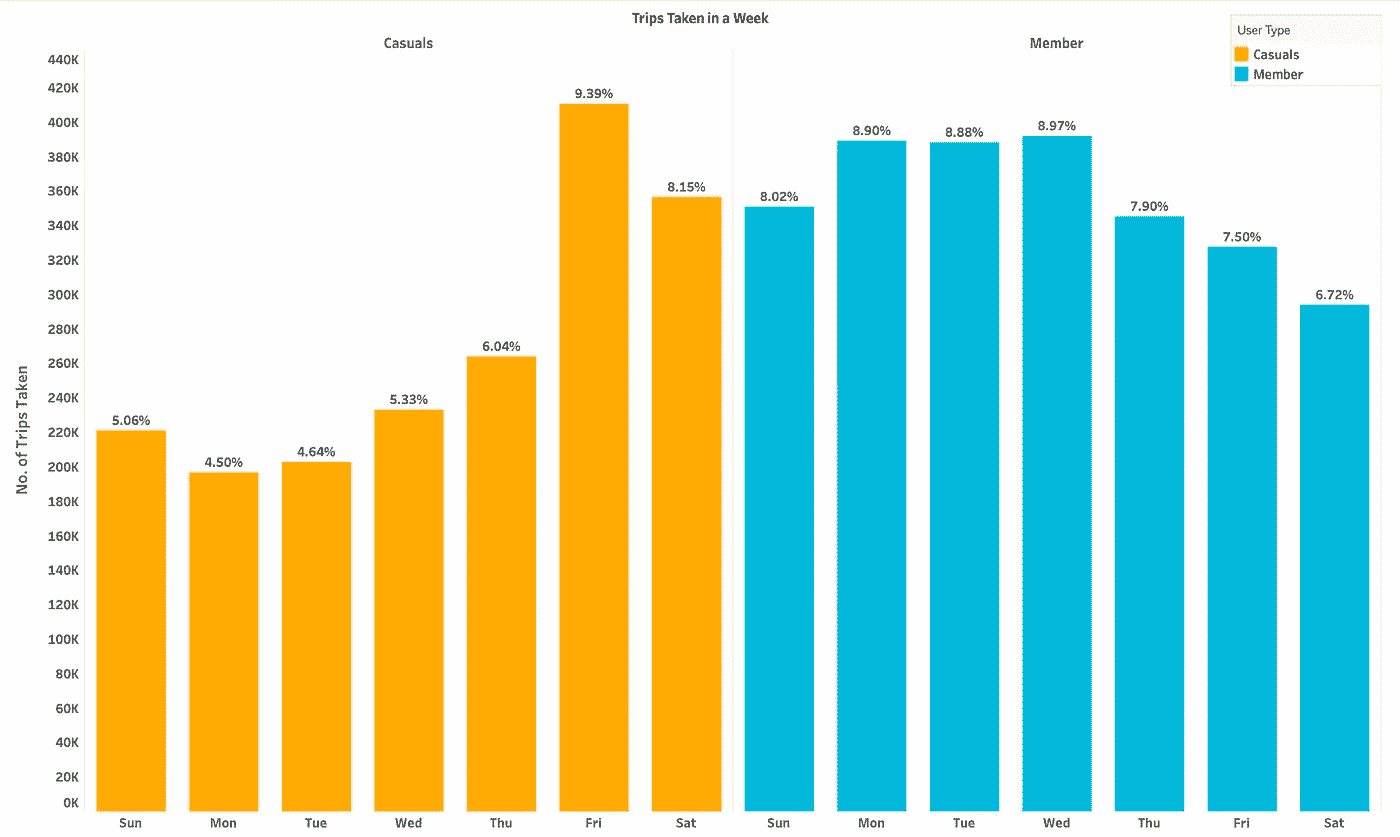 Trips Taken in a Week
Casuals
Member
User Type
Casuals
Member
No. of Trips Taken
440K
420K
400K
380K
360K
340K
320K
300K
280K
260K
240K
220K
200K
180K
160K
140K
120K
100K
80K
60K
40K
20K
0K
5.06%
4.50%
4.64%
5.33%
6.04%
9.39%
8.15%
8.02%
8.90%
8.88%
8.97%
7.90%
7.50%
6.72%
Sun Mon Tue Wed Thu Fri Sat Sun Mon Tue Wed Thu Fri Sat